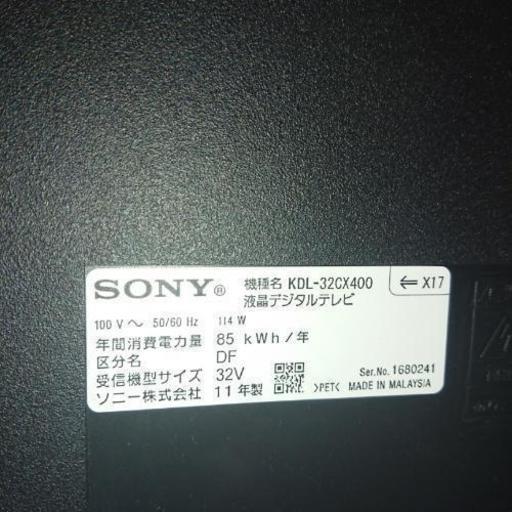 SONY® 機種名 KDL-32CX400 ← X17
液晶デジタルテレビ
100 V ～ 50/60 Hz 114 W
年間消費電力量 85 kWh/年
区分名 DF
受信機型サイズ 32V Ser.No. 1680241
ソニー株式会社 11年製 >PET< MADE IN MALAYSIA